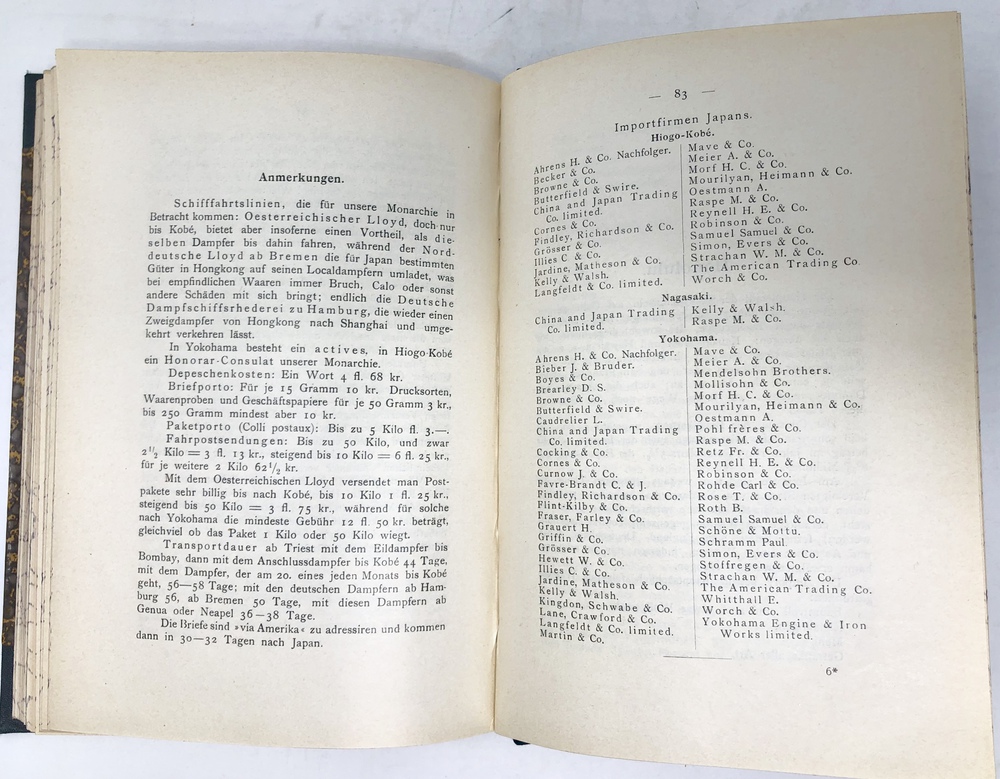 Anmerkungen.
Schifffahrtslinien, die für unsere Monarchie in
Betracht kommen: Oesterreichischer Lloyd, doch nur
bis Kobé, bietet aber insoferne einen Vortheil, als die-
selben Dampfer bis dahin fahren, während der Nord-
deutsche Lloyd ab Bremen die für Japan bestimmten
Güter in Hongkong auf seinen Localdampfern umladet, was
bei empfindlichen Waaren immer Bruch, Calo oder sonst
andere Schäden mit sich bringt; endlich die Deutsche
Dampfschiffsrhederei zu Hamburg, die wieder einen
Zweigdampfer von Hongkong nach Shanghai und umge-
kehrt verkehren lässt.
In Yokohama besteht ein actives, in Hiogo-Kobé
ein Honorar-Consulat unserer Monarchie.
Depeschenkosten: Ein Wort 4 fl. 68 kr.
Briefporto: Für je 15 Gramm 10 kr. Drucksorten,
Waarenproben und Geschäftspapiere für je 50 Gramm 3 kr.,
bis 250 Gramm mindest aber 10 kr.
Paketporto (Colli postaux): Bis zu 5 Kilo fl. 3.—.
Fahrpostsendungen: Bis zu 50 Kilo, und zwar
2½ Kilo = 3 fl. 13 kr., steigend bis 10 Kilo = 6 fl. 25 kr.,
für je weitere 2 Kilo 62½ kr.
Mit dem Oesterreichischen Lloyd versendet man Post-
pakete sehr billig bis nach Kobé, bis 10 Kilo 1 fl. 25 kr.,
steigend bis 50 Kilo = 3 fl. 75 kr., während für solche
nach Yokohama die mindeste Gebühr 12 fl. 50 kr. beträgt,
gleichviel ob das Paket 1 Kilo oder 50 Kilo wiegt.
Transportdauer ab Triest mit dem Eildampfer bis
Bombay, dann mit dem Anschlussdampfer bis Kobé 44 Tage,
mit dem Dampfer, der am 20. eines jeden Monats bis Kobé
geht, 56—58 Tage; mit den deutschen Dampfern ab Ham-
burg 56, ab Bremen 50 Tage, mit diesen Dampfern ab
Genua oder Neapel 36—38 Tage.
Die Briefe sind »via Amerika« zu adressiren und kommen
dann in 30—32 Tagen nach Japan.
— 83 —
Importfirmen Japans.
Hiogo-Kobé.
Ahrens H. & Co. Nachfolger.
Becker & Co.
Browne & Co.
Butterfield & Swire.
China and Japan Trading
Co. limited.
Cornes & Co.
Findley, Richardson & Co.
Grösser & Co.
Illies C. & Co.
Jardine, Matheson & Co.
Kelly & Walsh.
Langfeldt & Co. limited.
Mave & Co.
Meier A. & Co.
Morf H. C. & Co.
Mourilyan, Heimann & Co.
Oestmann A.
Raspe M. & Co.
Reynell H. E. & Co.
Robinson & Co.
Samuel Samuel & Co.
Simon, Evers & Co.
Strachan W. M. & Co.
The American Trading Co.
Worch & Co.
Nagasaki.
China and Japan Trading
Co. limited.
Kelly & Walsh.
Raspe M. & Co.
Yokohama.
Ahrens H. & Co. Nachfolger.
Bieber J. & Bruder.
Boyes & Co.
Brearley D. S.
Browne & Co.
Butterfield & Swire.
Caudrelier L.
China and Japan Trading
Co. limited.
Cocking & Co.
Cornes & Co.
Curnow J. & Co.
Favre-Brandt C. & J.
Findley, Richardson & Co.
Flint-Kilby & Co.
Fraser, Farley & Co.
Grauert H.
Griffin & Co.
Grösser & Co.
Hewett W. & Co.
Illies C. & Co.
Jardine, Matheson & Co.
Kelly & Walsh.
Kingdon, Schwabe & Co.
Lane, Crawford & Co.
Langfeldt & Co. limited.
Martin & Co.
Mave & Co.
Meier A. & Co.
Mendelsohn Brothers.
Mollisohn & Co.
Morf H. C. & Co.
Mourilyan, Heimann & Co.
Oestmann A.
Pohl frères & Co.
Raspe M. & Co.
Retz Fr. & Co.
Reynell H. E. & Co.
Robinson & Co.
Rohde Carl & Co.
Rose T. & Co.
Roth B.
Samuel Samuel & Co.
Schöne & Mottu.
Schramm Paul.
Simon, Evers & Co.
Stoffregen & Co.
Strachan W. M. & Co.
The American Trading Co.
Whitthall E.
Worch & Co.
Yokohama Engine & Iron
Works limited.
6*